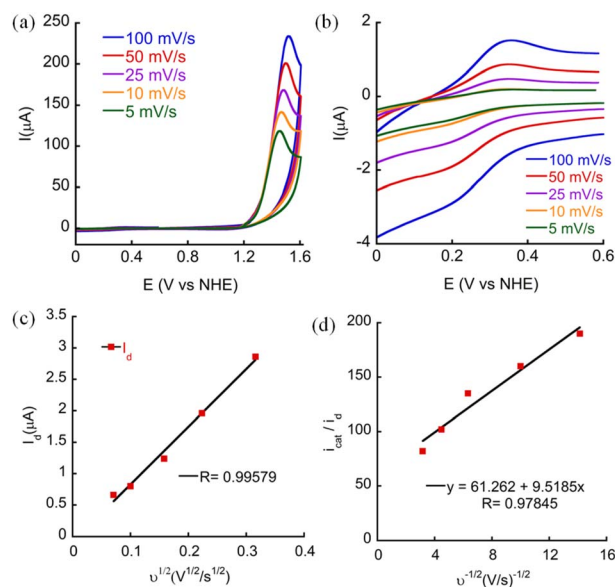 (a)
250
200
150
100
50
0
I(μA)
100 mV/s
50 mV/s
25 mV/s
10 mV/s
5 mV/s
0 0.4 0.8 1.2 1.6
E (V vs NHE)
(b)
2
0
-2
-4
I(μA)
100 mV/s
50 mV/s
25 mV/s
10 mV/s
5 mV/s
0 0.2 0.4 0.6
E (V vs NHE)
(c)
3.5
3
2.5
2
1.5
1
0.5
0
I_d(μA)
I_d
R= 0.99579
0 0.1 0.2 0.3 0.4
υ^1/2(V^1/2/s^1/2)
(d)
200
150
100
50
0
i_cat / i_d
y = 61.262 + 9.5185x
R= 0.97845
0 4 8 12 16
υ^-1/2(V/s)^-1/2